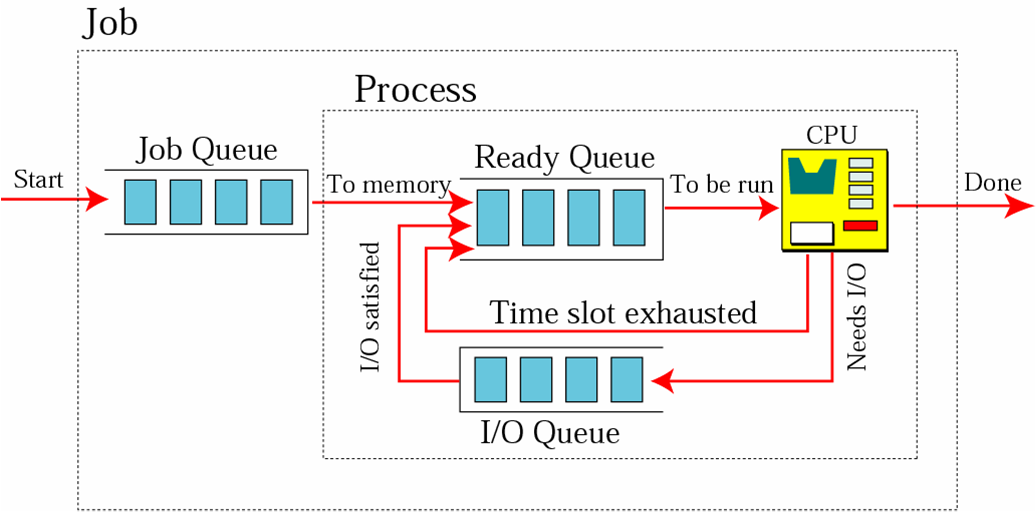 Job
Process
CPU
Job Queue
Ready Queue
Start
To memory
To be run
Done
I/O satisfied
Time slot exhausted
Needs I/O
I/O Queue